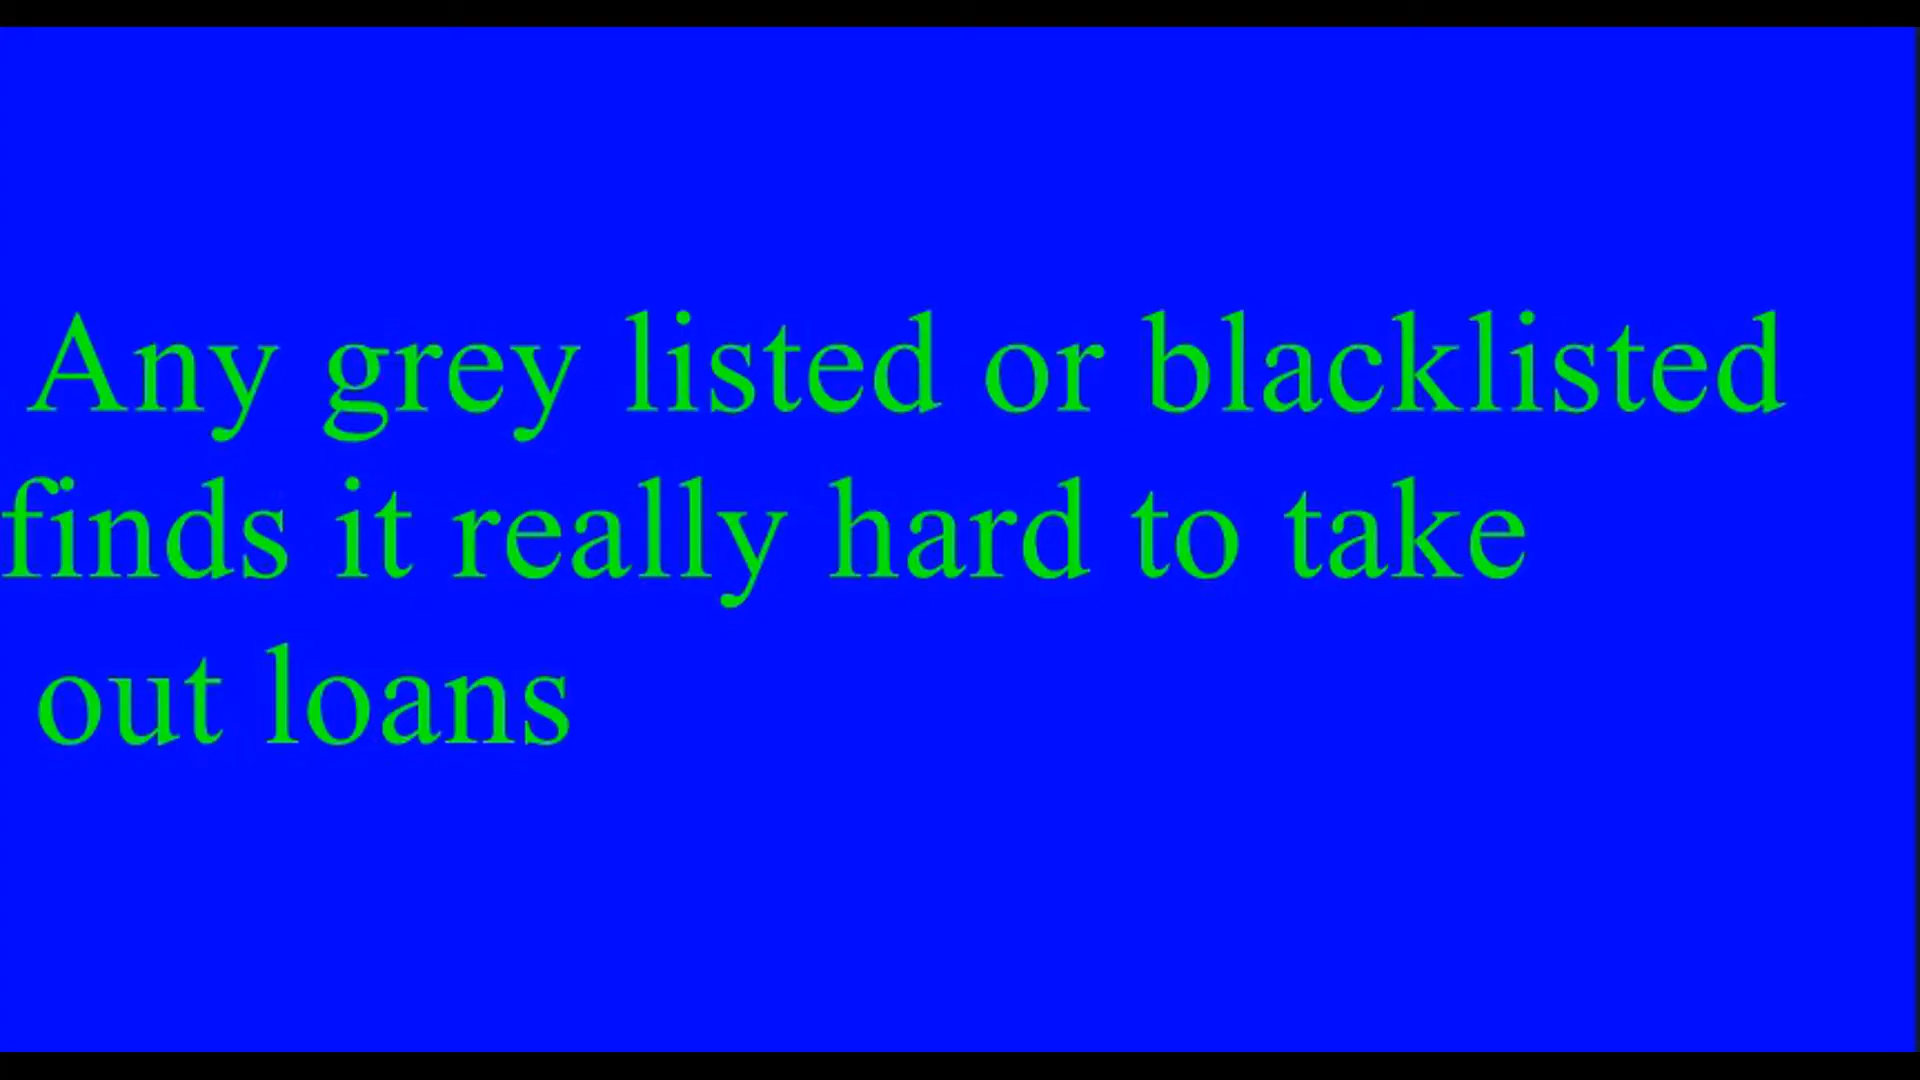 Any grey listed or blacklisted
finds it really hard to take
out loans